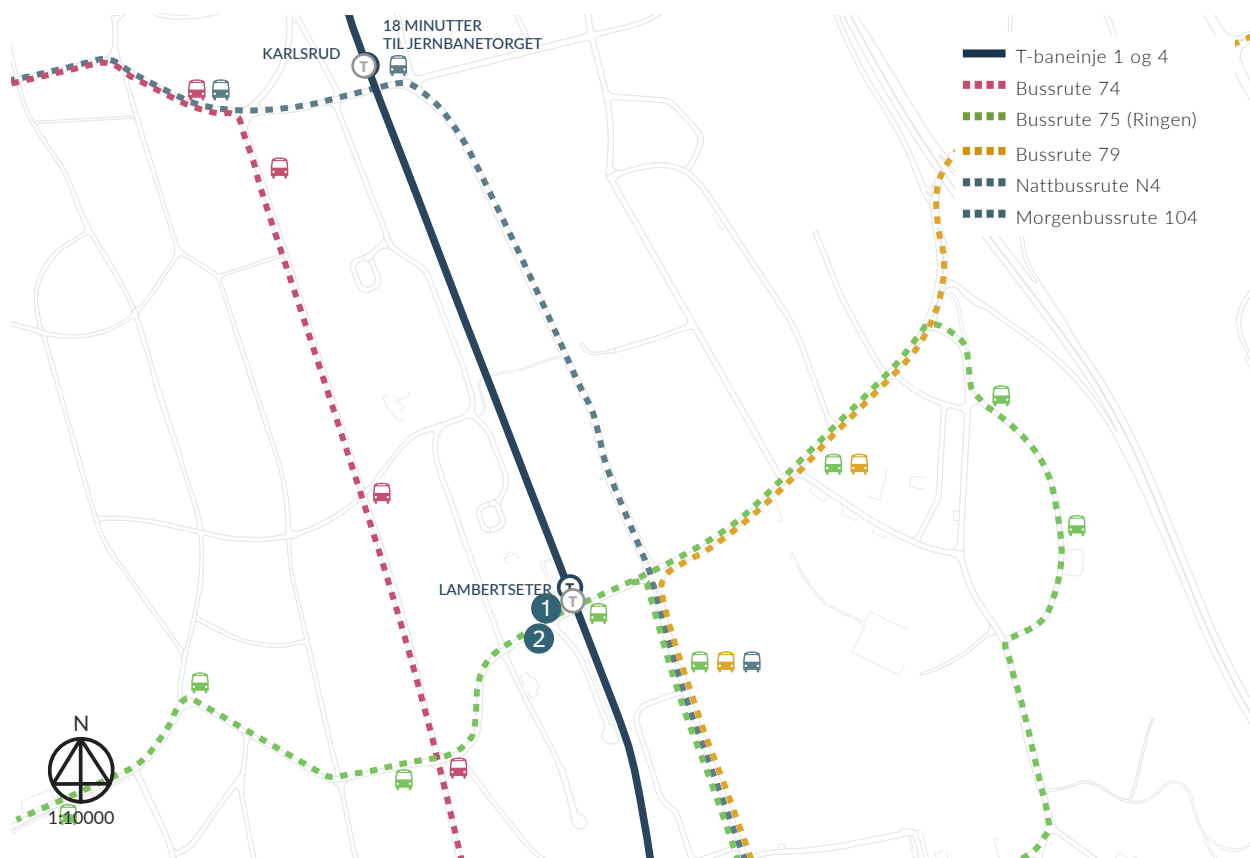 18 MINUTTER
TIL JERNBANETORGET
KARLSRUD
T
T-baneinje 1 og 4
Bussrute 74
Bussrute 75 (Ringen)
Bussrute 79
Nattbussrute N4
Morgenbussrute 104
LAMBERTSETER
T
T
1
2
N
1:10000